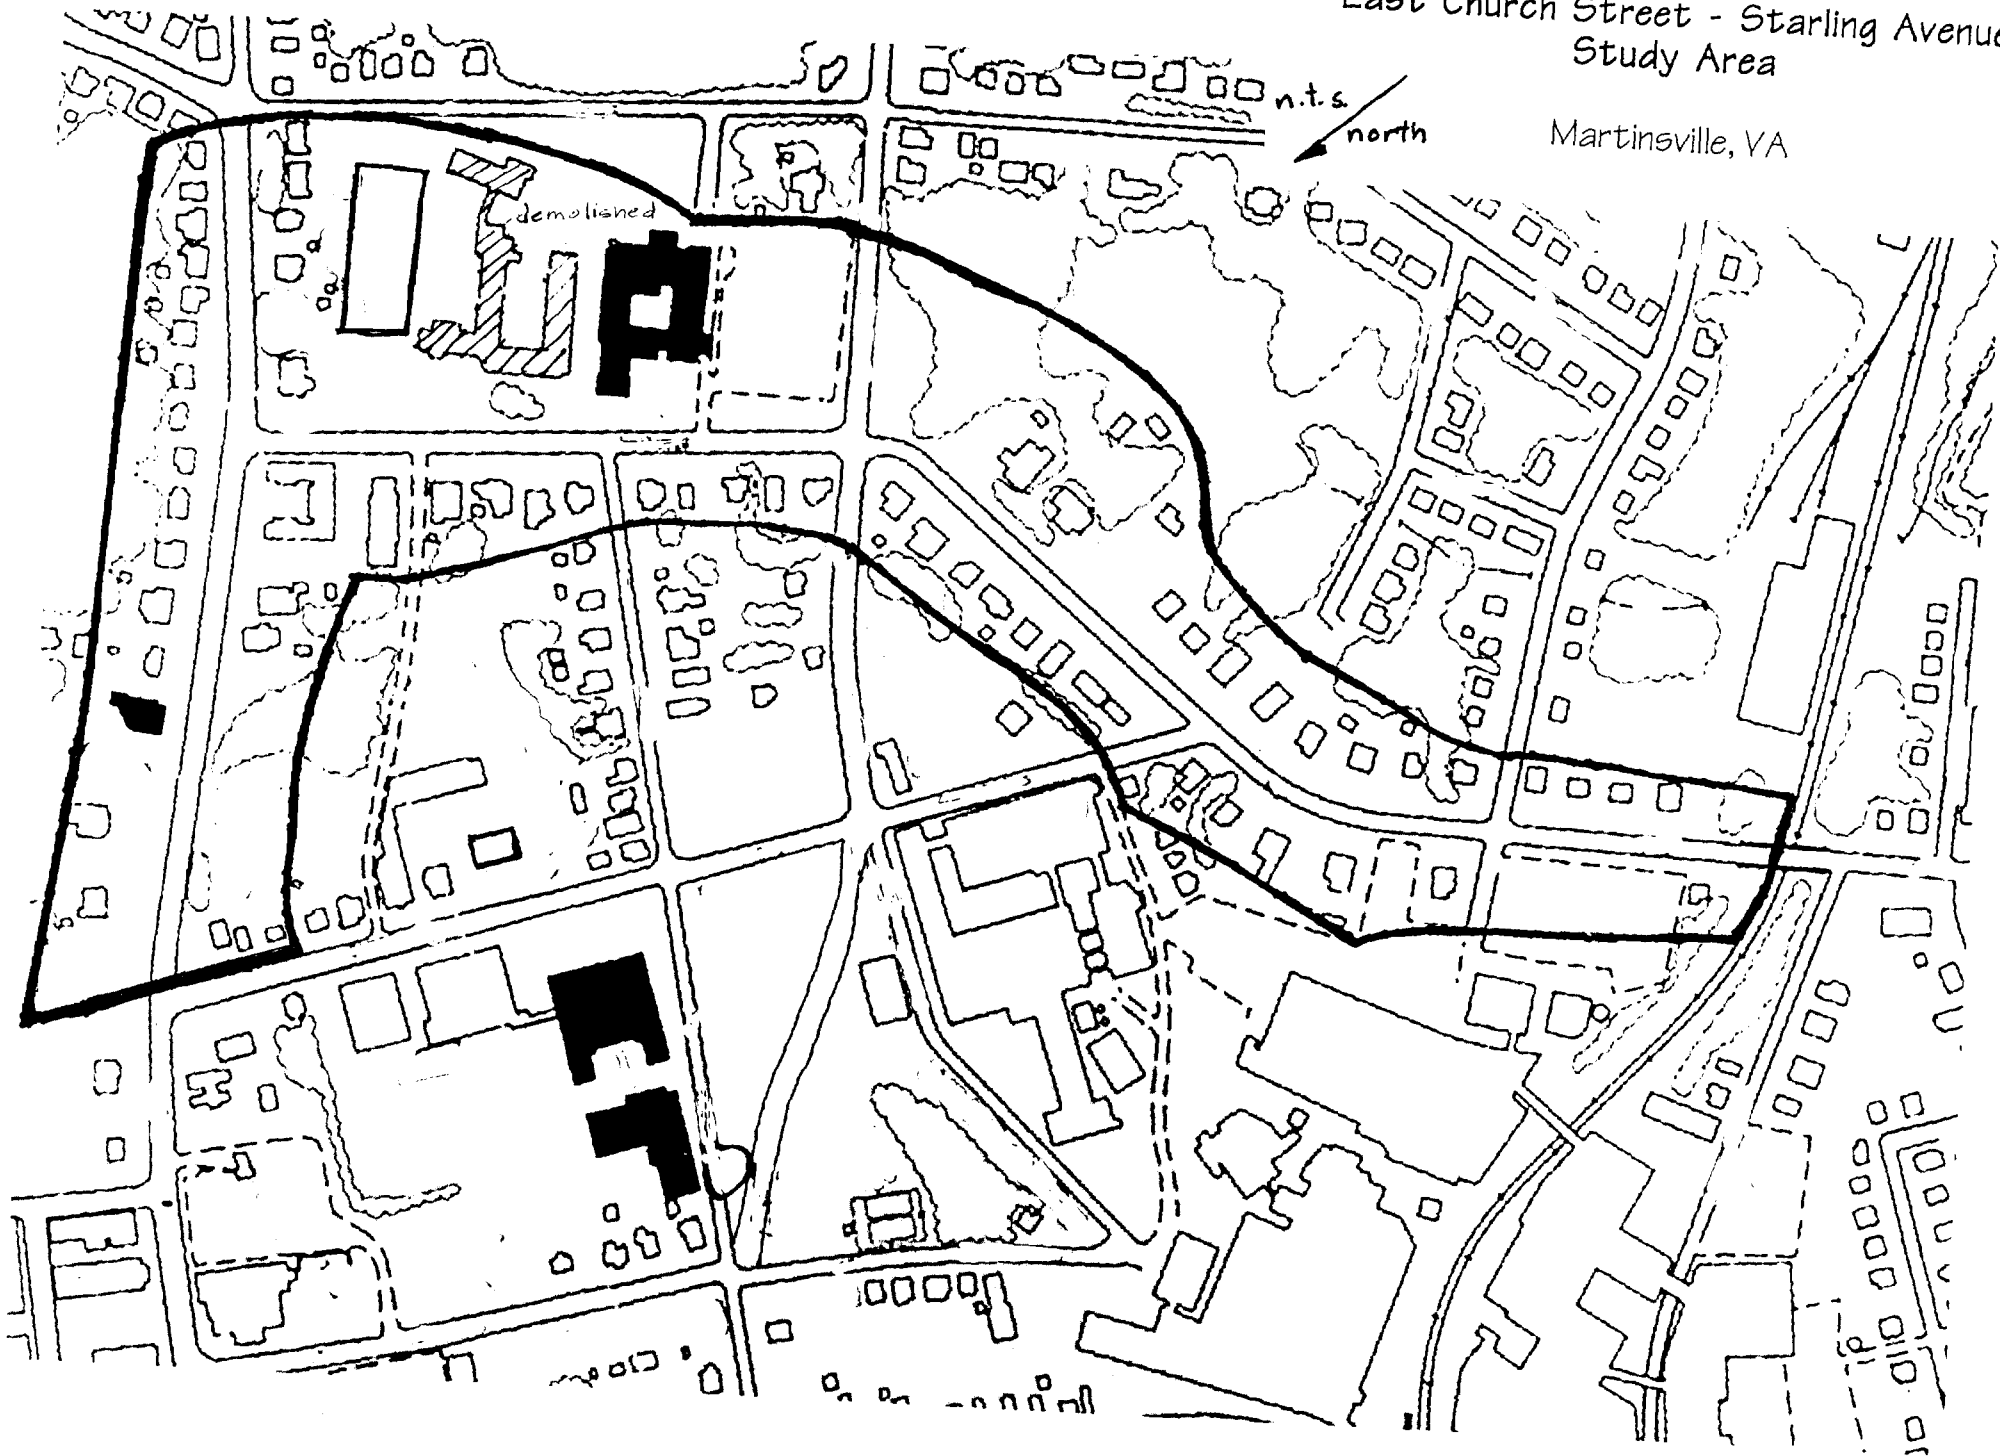 East Church Street - Starling Avenue
Study Area
n.t.s.
north
Martinsville, VA
demolished